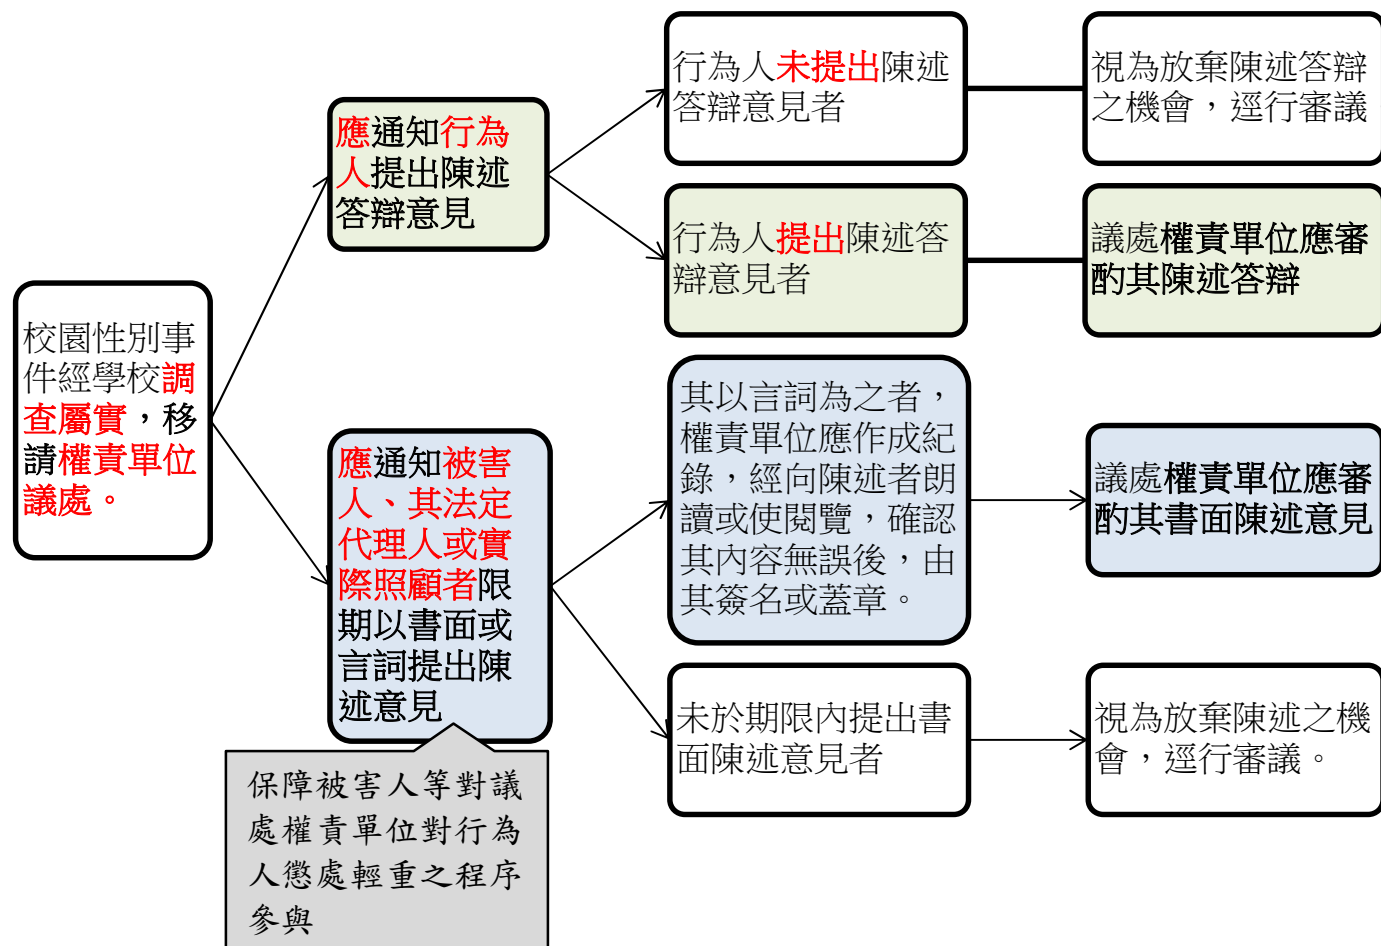 校園性別事
件經學校調
查屬實，移
請權責單位
議處。
應通知行為
人提出陳述
答辯意見
行為人未提出陳述
答辯意見者
視為放棄陳述答辯
之機會，逕行審議
行為人提出陳述答
辯意見者
議處權責單位應審
酌其陳述答辯
應通知被害
人、其法定
代理人或實
際照顧者限
期以書面或
言詞提出陳
述意見
其以言詞為之者，
權責單位應作成紀
錄，經向陳述者朗
讀或使閱覽，確認
其內容無誤後，由
其簽名或蓋章。
議處權責單位應審
酌其書面陳述意見
未於期限內提出書
面陳述意見者
視為放棄陳述之機
會，逕行審議。
保障被害人等對議
處權責單位對行為
人懲處輕重之程序
參與